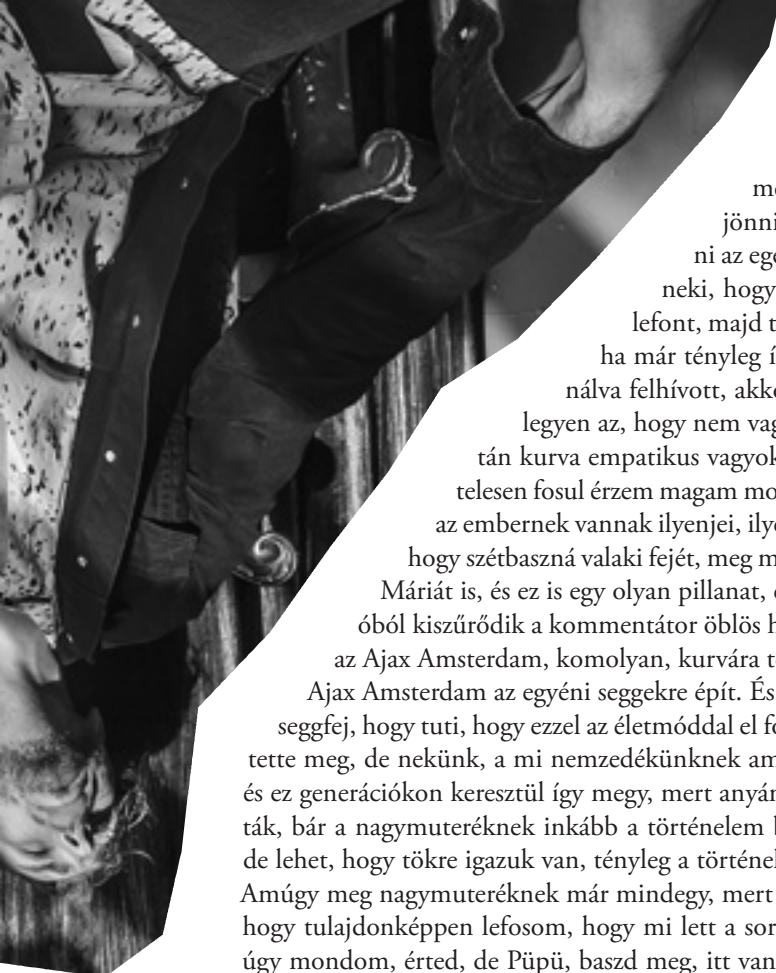 me
jönni
ni az ege
neki, hogy
lefont, majd t
ha már tényleg í
nálva felhívott, akko
legyen az, hogy nem vag
tán kurva empatikus vagyok
telesen fosul érzem magam mo
az embernek vannak ilyenjei, ilye
hogy szétbaszná valaki fejét, meg m
Máriát is, és ez is egy olyan pillanat,
óból kiszűrődik a kommentátor öblös h
az Ajax Amsterdam, komolyan, kurvára t
Ajax Amsterdam az egyéni seggekre épít. És
seggfej, hogy tuti, hogy ezzel az életmóddal el fo
tette meg, de nekünk, a mi nemzedékünknek am
és ez generációkon keresztül így megy, mert anyán
ták, bár a nagymuteréknek inkább a történelem
de lehet, hogy tökre igazuk van, tényleg a történel
Amúgy meg nagymuteréknek már mindegy, mert
hogy tulajdonképpen lefosom, hogy mi lett a sor
úgy mondom, érted, de Püpü, baszd meg, itt van